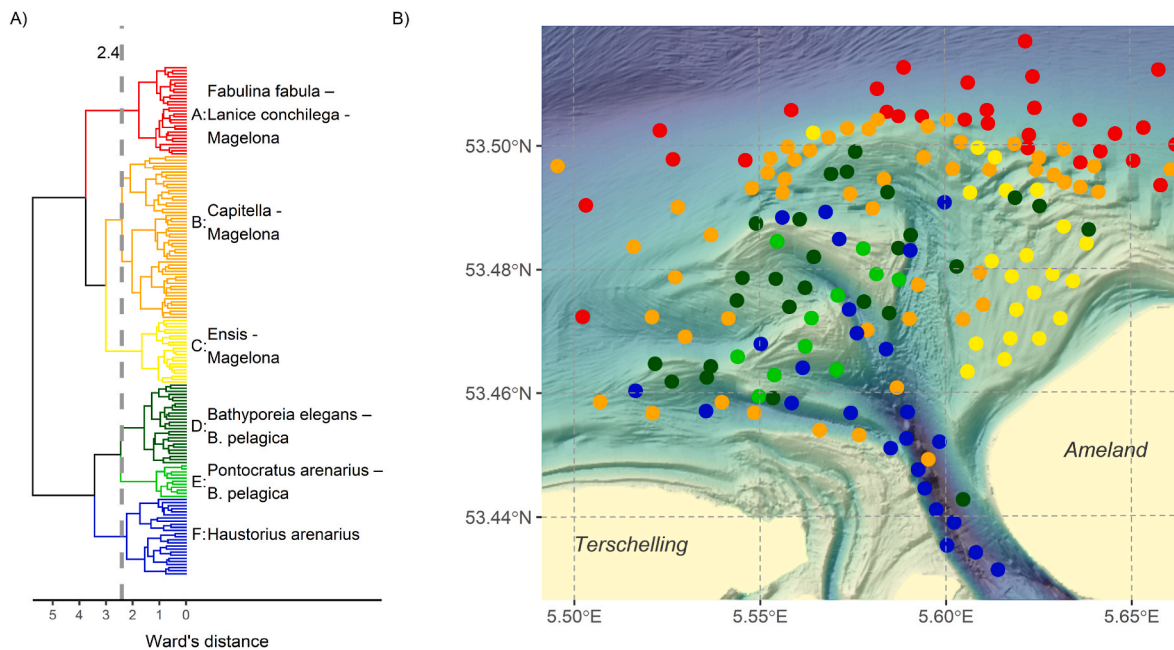 A)
2.4
Fabulina fabula –
A: Lanice conchilega -
Magelona
B: Capitella -
Magelona
C: Ensis -
Magelona
D: Bathyporeia elegans –
B. pelagica
E: Pontocratus arenarius –
B. pelagica
F: Haustorius arenarius
5 4 3 2 1 0
Ward's distance
B)
53.50°N
53.48°N
53.46°N
53.44°N
Ameland
Terschelling
5.50°E 5.55°E 5.60°E 5.65°E